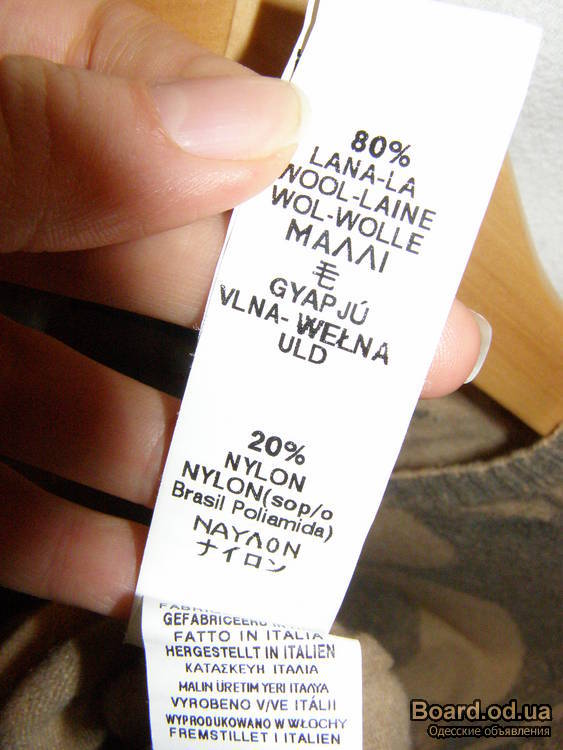 80%
LANA-LA
WOOL-LAINE
WOL-WOLLE
ΜΑΛΛΙ
毛
GYAPJÚ
VLNA-WEŁNA
ULD
20%
NYLON
NYLON(sop/o
Brasil Poliamida)
ΝΑΥΛΟΝ
ナイロン
GEFABRICEERD IN
FATTO IN ITALIA
HERGESTELLT IN ITALIEN
ΚΑΤΑΣΚΕΥΗ ΙΤΑΛΙΑ
MALIN ÜRETIM YERI ITALYA
VYROBENO V/VE ITÁLII
WYPRODUKOWANO W WŁOCHY
FREMSTILLET I ITALIEN
Board.od.ua
Одесские объявления